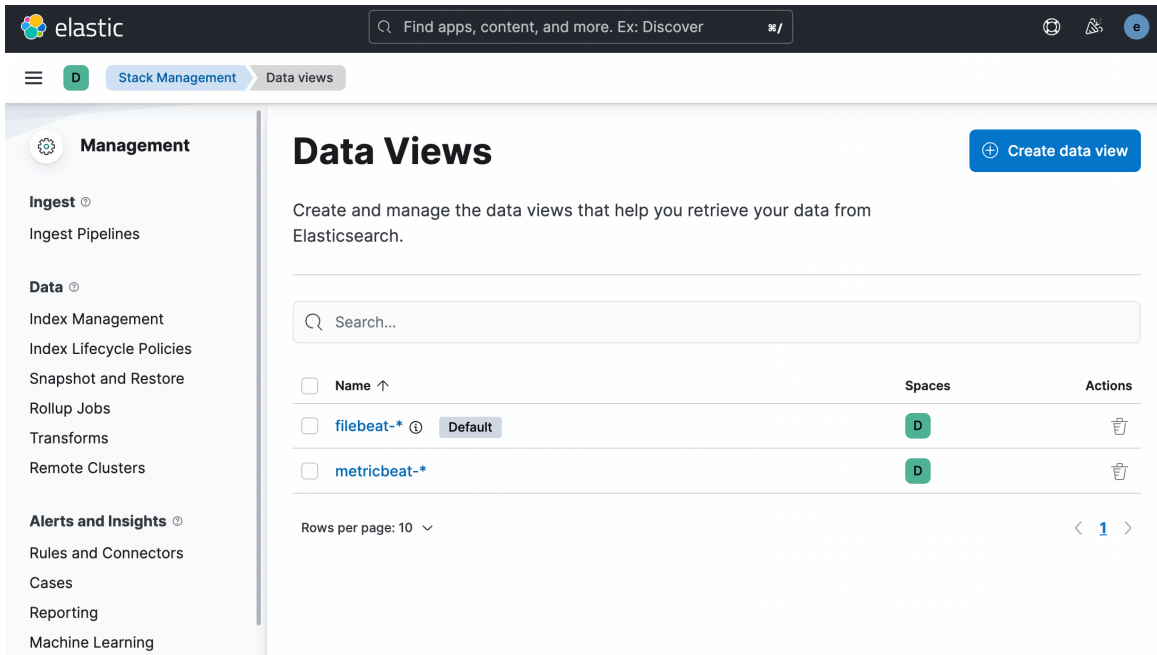 elastic
Find apps, content, and more. Ex: Discover ⌘/
e
D Stack Management Data views
Management
Ingest
Ingest Pipelines
Data
Index Management
Index Lifecycle Policies
Snapshot and Restore
Rollup Jobs
Transforms
Remote Clusters
Alerts and Insights
Rules and Connectors
Cases
Reporting
Machine Learning
Data Views
Create data view
Create and manage the data views that help you retrieve your data from
Elasticsearch.
Search...
Name Spaces Actions
filebeat-* Default D
metricbeat-* D
Rows per page: 10 1